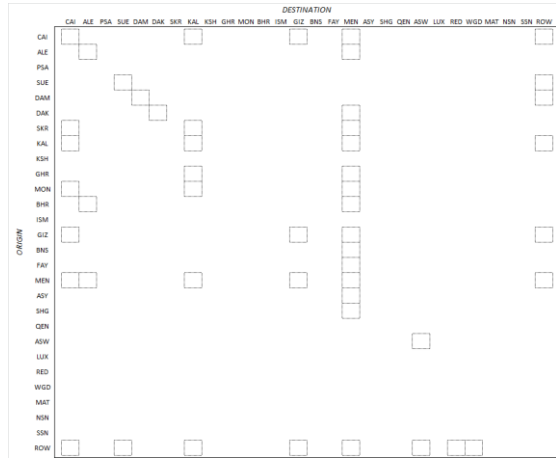 DESTINATION
CAI ALE PSA SUE DAM DAK SKR KAL KSH GHR MON BHR ISM GIZ BNS FAY MEN ASY SHG QEN ASW LUX RED WGD MAT NSN SSN ROW
ORIGIN
CAI
ALE
PSA
SUE
DAM
DAK
SKR
KAL
KSH
GHR
MON
BHR
ISM
GIZ
BNS
FAY
MEN
ASY
SHG
QEN
ASW
LUX
RED
WGD
MAT
NSN
SSN
ROW